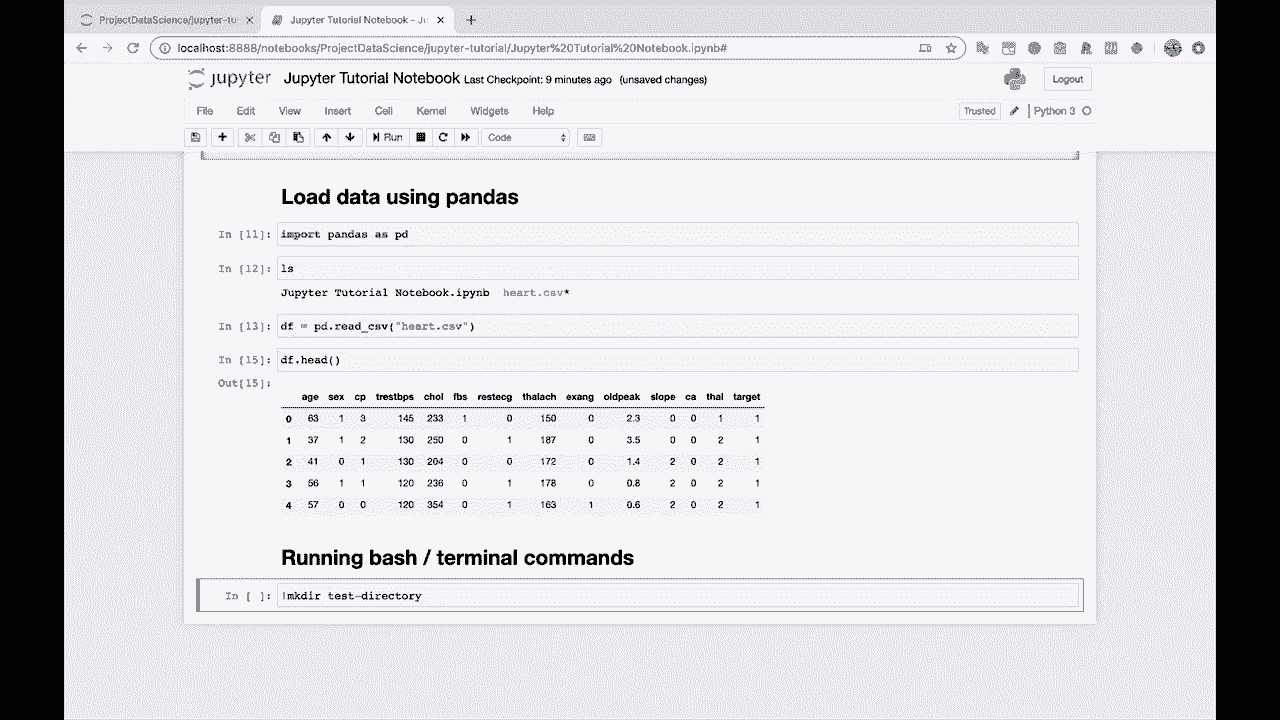 ProjectDataScience/jupyter-tu
Jupyter Tutorial Notebook - Ju
localhost:8888/notebooks/ProjectDataScience/jupyter-tutorial/Jupyter%20Tutorial%20Notebook.ipynb#
jupyter Jupyter Tutorial Notebook Last Checkpoint: 9 minutes ago (unsaved changes)
Logout
File Edit View Insert Cell Kernel Widgets Help
Trusted Python 3
Run Code
Load data using pandas
In [11]: import pandas as pd
In [12]: ls
Jupyter Tutorial Notebook.ipynb heart.csv*
In [13]: df = pd.read_csv("heart.csv")
In [15]: df.head()
Out[15]:
age sex cp trestbps chol fbs restecg thalach exang oldpeak slope ca thal target
0 63 1 3 145 233 1 0 150 0 2.3 0 0 1 1
1 37 1 2 130 250 0 1 187 0 3.5 0 0 2 1
2 41 0 1 130 204 0 0 172 0 1.4 2 0 2 1
3 56 1 1 120 236 0 1 178 0 0.8 2 0 2 1
4 57 0 0 120 354 0 1 163 1 0.6 2 0 2 1
Running bash / terminal commands
In [ ]: !mkdir test-directory